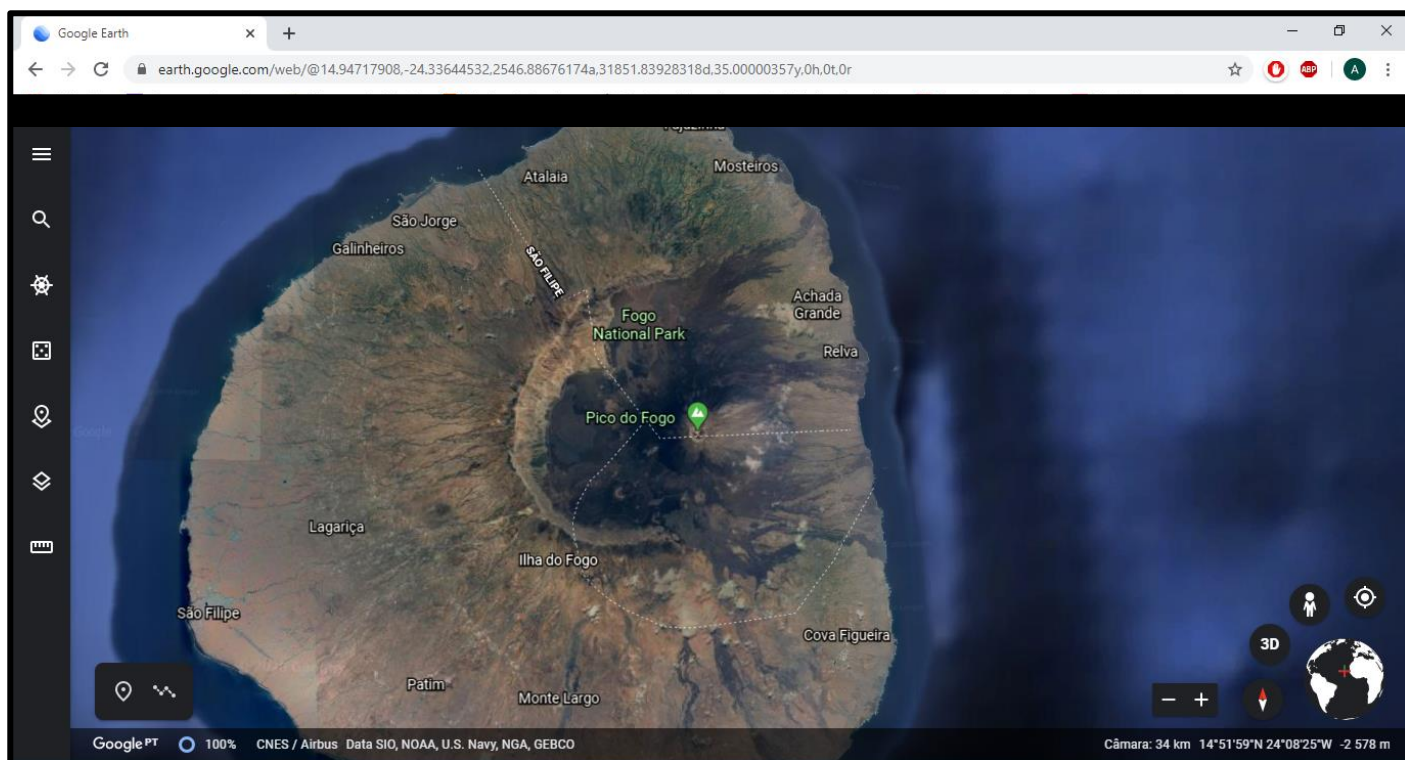 Google Earth
earth.google.com/web/@14.94717908,-24.33644532,2546.88676174a,31851.83928318d,35.00000357y,0h,0t,0r
ABP
A
Mosteiros
Atalaia
São Jorge
Galinheiros
SÃO FILIPE
Achada
Grande
Fogo
National Park
Relva
Pico do Fogo
Google
Lagariça
Ilha do Fogo
São Filipe
Cova Figueira
3D
Patim
Monte Largo
Google PT
100%
CNES / Airbus Data SIO, NOAA, U.S. Navy, NGA, GEBCO
Câmara: 34 km 14°51'59"N 24°08'25"W -2 578 m